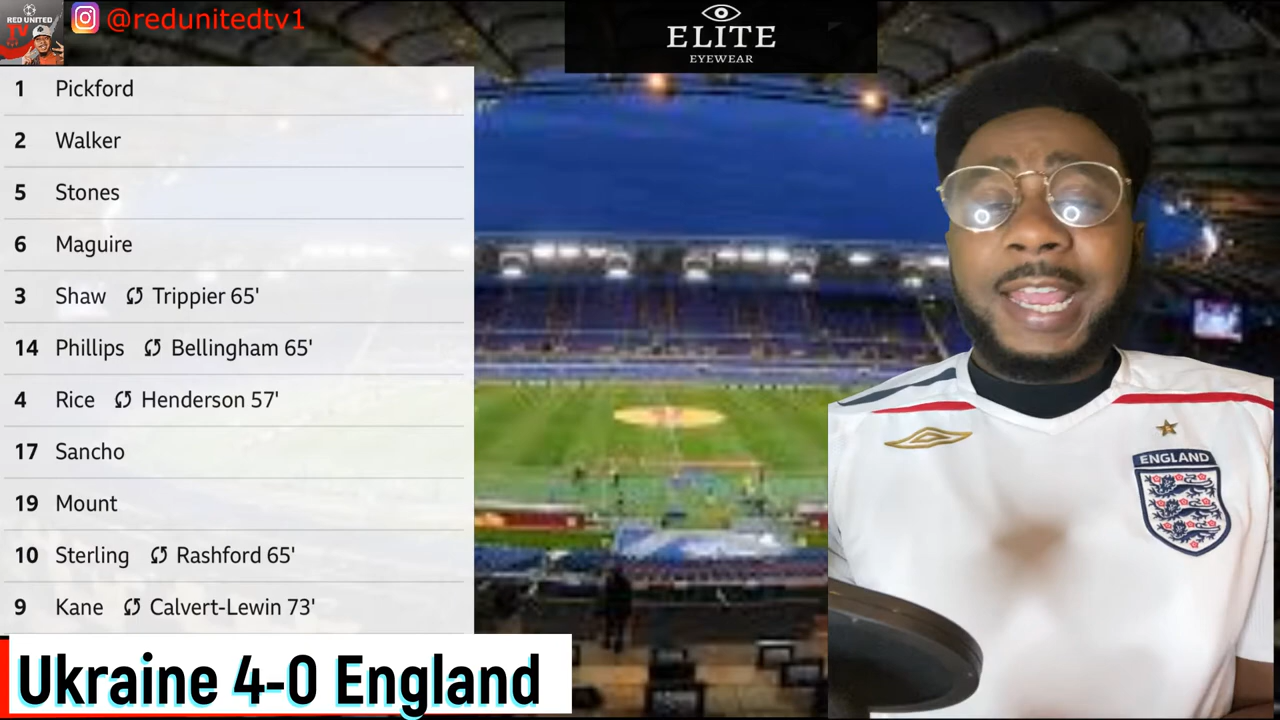 RED UNITED
TV
@redunitedtv1
ELITE
EYEWEAR
1 Pickford
2 Walker
5 Stones
6 Maguire
3 Shaw Trippier 65'
14 Phillips Bellingham 65'
4 Rice Henderson 57'
17 Sancho
19 Mount
10 Sterling Rashford 65'
9 Kane Calvert-Lewin 73'
ENGLAND
Ukraine 4-0 England